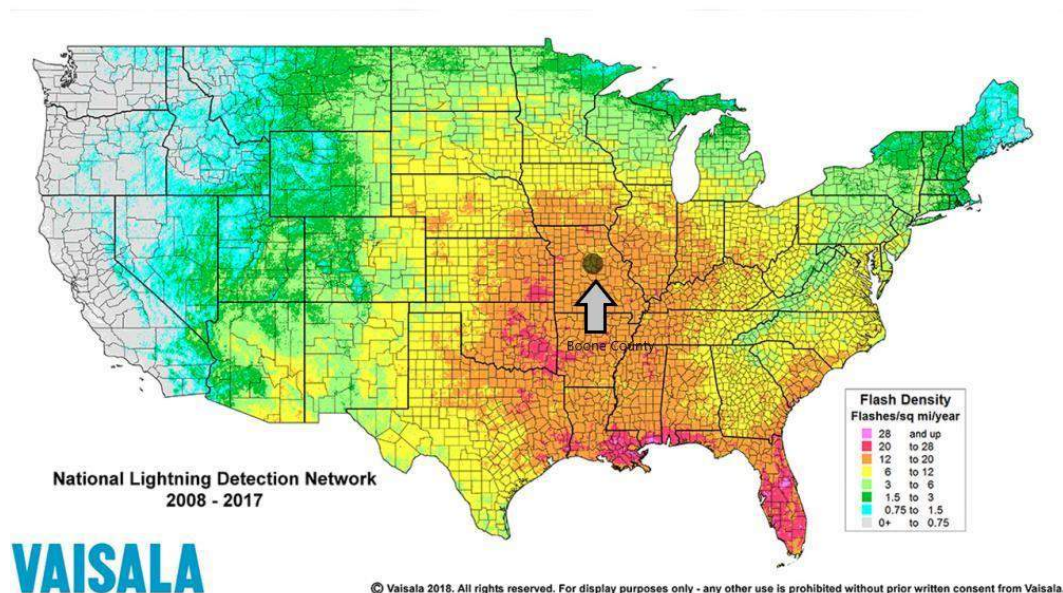 Boone County
Flash Density
Flashes/sq mi/year
28 and up
20 to 28
12 to 20
6 to 12
3 to 6
1.5 to 3
0.75 to 1.5
0+ to 0.75
National Lightning Detection Network
2008 - 2017
VAISALA
© Vaisala 2018. All rights reserved. For display purposes only - any other use is prohibited without prior written consent from Vaisala